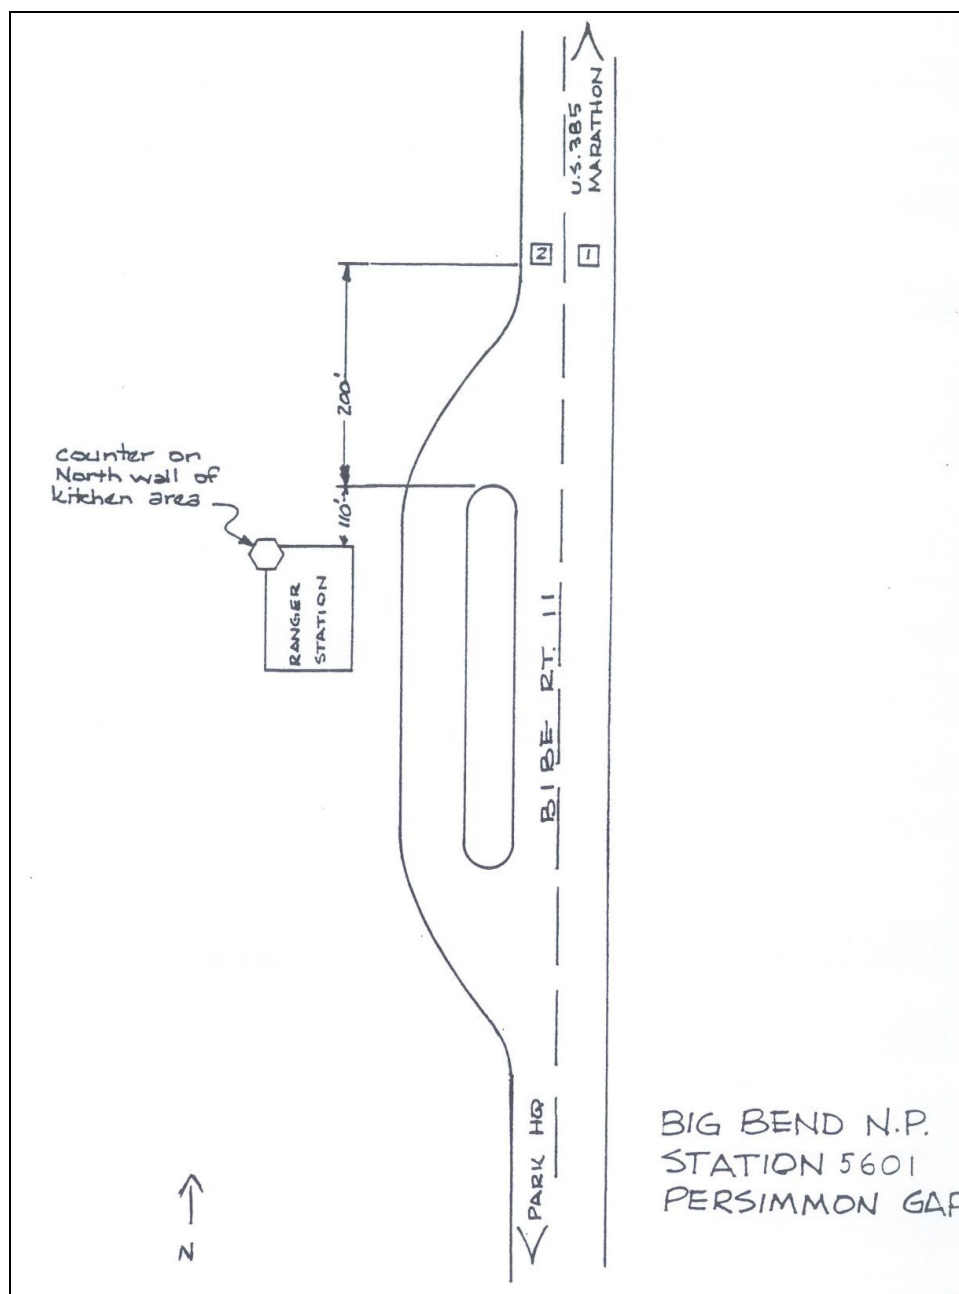 U.S. 385
MARATHON
2
1
200'
counter on
North wall of
kitchen area
110'
RANGER
STATION
BIBE RT. 11
PARK HQ
BIG BEND N.P.
STATION 5601
PERSIMMON GAP
N